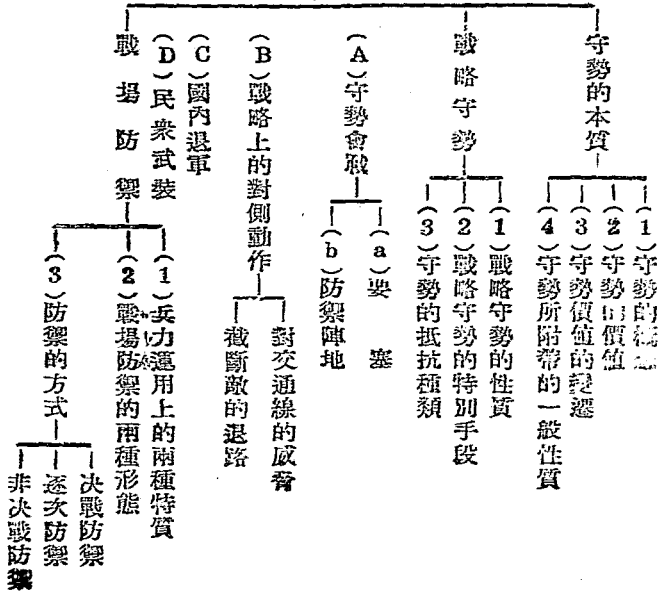 守勢的本質
(1)守勢的概念
(2)守勢的價値
(3)守勢價値的變遷
(4)守勢所附帶的一般性質
戰略守勢
(1)戰略守勢的性質
(2)戰略守勢的特別手段
(3)守勢的抵抗種類
(A)守勢會戰
(a)要塞
(b)防禦陣地
(B)戰略上的對側動作
對交通線的威脅
截斷敵的退路
(C)國內退軍
(D)民衆武裝
戰場防禦
(1)兵力運用上的兩種特質
(2)戰場防禦的兩種形態
(3)防禦的方式
決戰防禦
逐次防禦
非決戰防禦